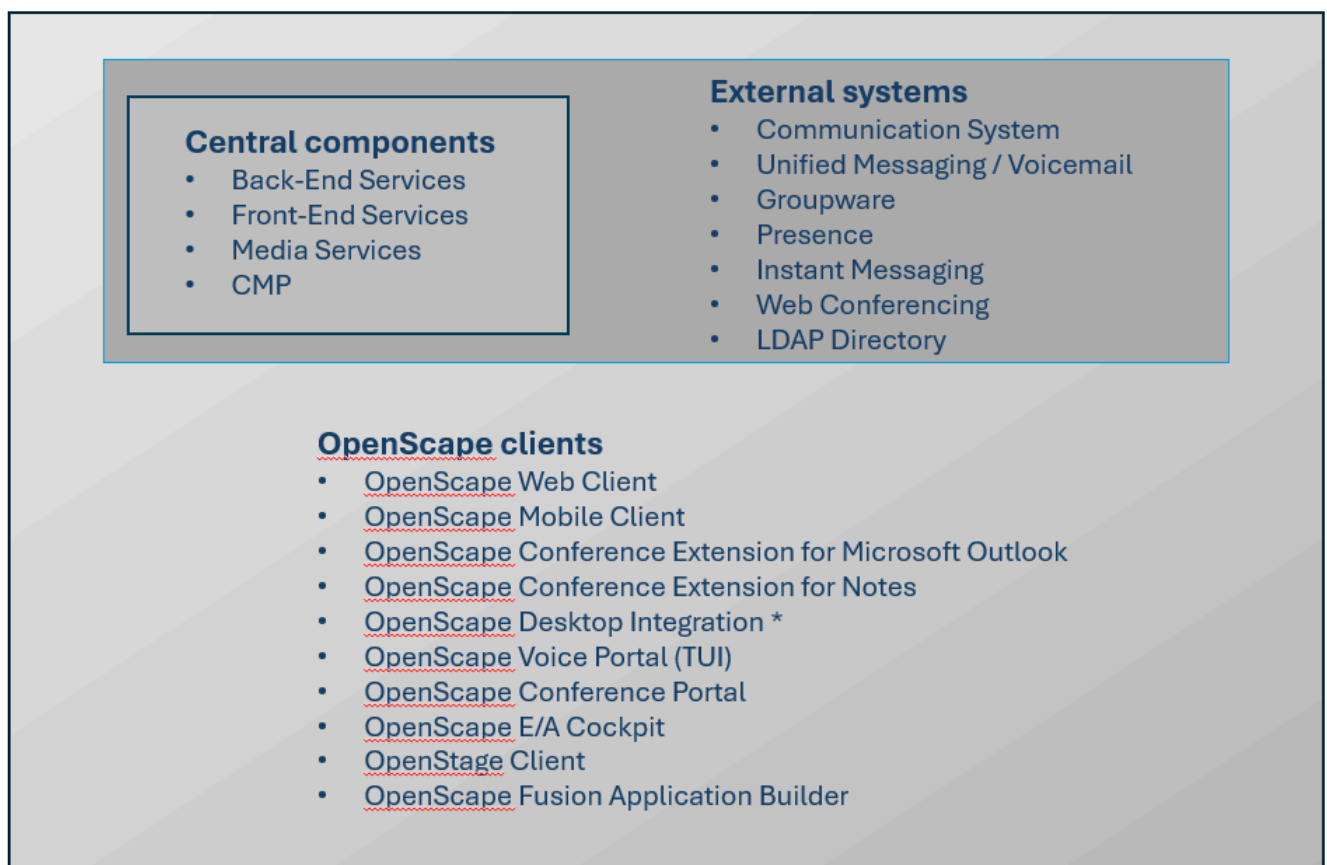 Central components
• Back-End Services
• Front-End Services
• Media Services
• CMP
External systems
• Communication System
• Unified Messaging / Voicemail
• Groupware
• Presence
• Instant Messaging
• Web Conferencing
• LDAP Directory
OpenScape clients
• OpenScape Web Client
• OpenScape Mobile Client
• OpenScape Conference Extension for Microsoft Outlook
• OpenScape Conference Extension for Notes
• OpenScape Desktop Integration *
• OpenScape Voice Portal (TUI)
• OpenScape Conference Portal
• OpenScape E/A Cockpit
• OpenStage Client
• OpenScape Fusion Application Builder